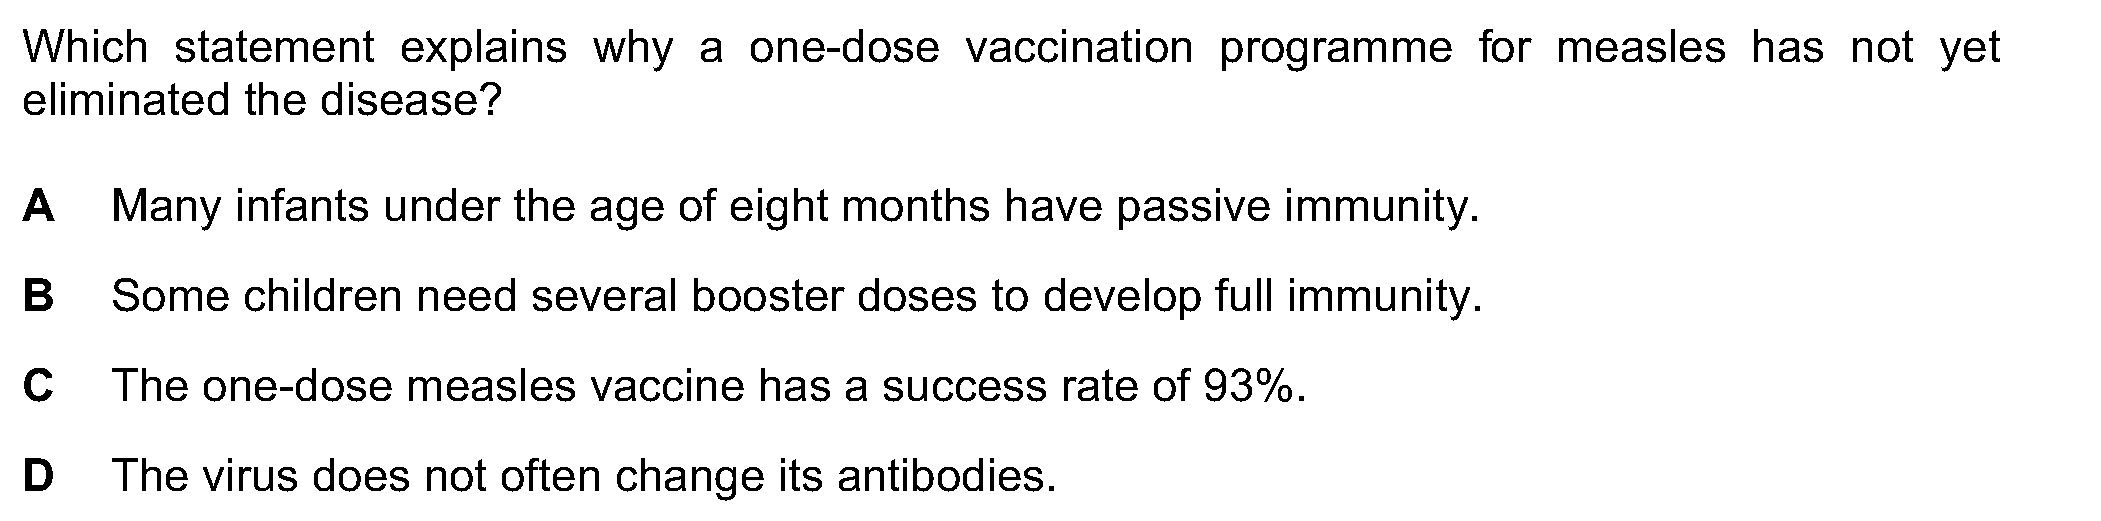 Which statement explains why a one-dose vaccination programme for measles has not yet
eliminated the disease?
A Many infants under the age of eight months have passive immunity.
B Some children need several booster doses to develop full immunity.
C The one-dose measles vaccine has a success rate of 93%.
D The virus does not often change its antibodies.